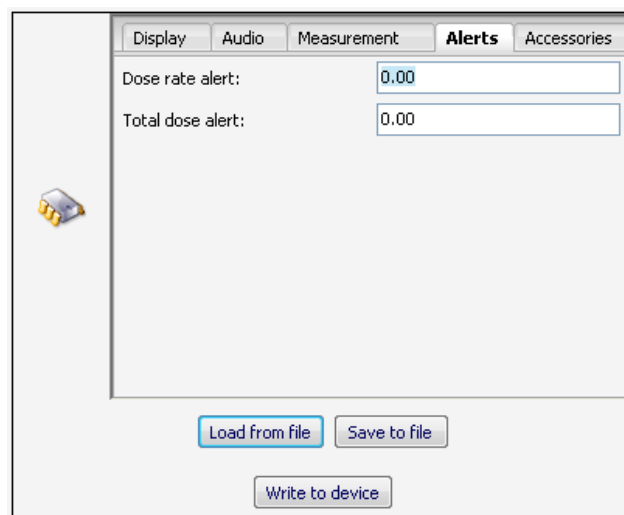 Display Audio Measurement Alerts Accessories
Dose rate alert: 0.00
Total dose alert: 0.00
Load from file Save to file
Write to device